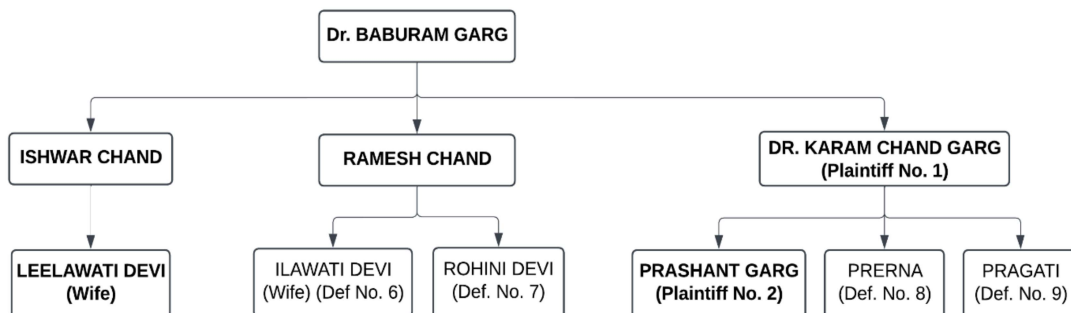 Dr. BABURAM GARG
ISHWAR CHAND
RAMESH CHAND
DR. KARAM CHAND GARG
(Plaintiff No. 1)
LEELAWATI DEVI
(Wife)
ILAWATI DEVI
(Wife) (Def No. 6)
ROHINI DEVI
(Def. No. 7)
PRASHANT GARG
(Plaintiff No. 2)
PRERNA
(Def. No. 8)
PRAGATI
(Def. No. 9)